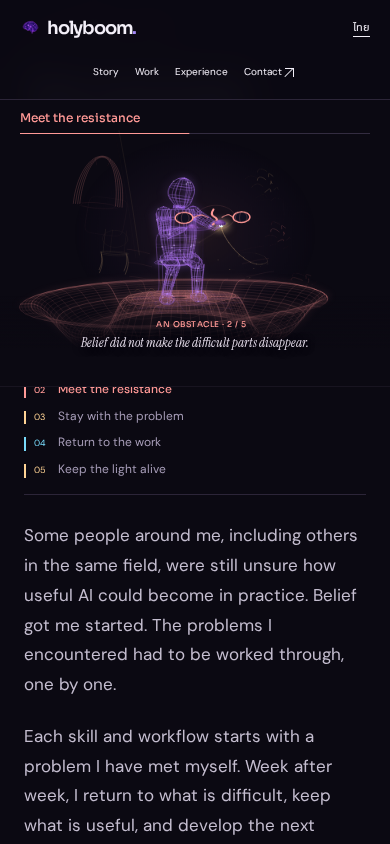 holyboom.
ไทย
Story Work Experience Contact
Meet the resistance
AN OBSTACLE · 2 / 5
Belief did not make the difficult parts disappear.
02 Meet the resistance
03 Stay with the problem
04 Return to the work
05 Keep the light alive
Some people around me, including others
in the same field, were still unsure how
useful AI could become in practice. Belief
got me started. The problems I
encountered had to be worked through,
one by one.
Each skill and workflow starts with a
problem I have met myself. Week after
week, I return to what is difficult, keep
what is useful, and develop the next